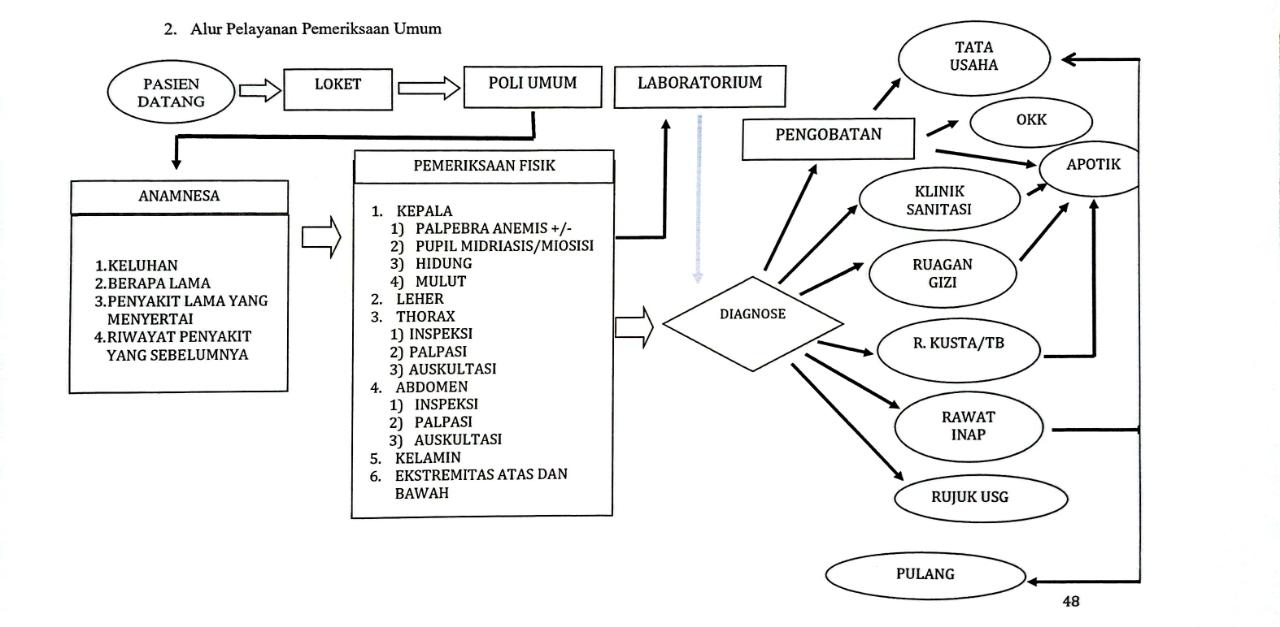 2. Alur Pelayanan Pemeriksaan Umum
PASIEN
DATANG
LOKET
POLI UMUM
LABORATORIUM
TATA
USAHA
PENGOBATAN
OKK
APOTIK
ANAMNESA
1.KELUHAN
2.BERAPA LAMA
3.PENYAKIT LAMA YANG
MENYERTAI
4.RIWAYAT PENYAKIT
YANG SEBELUMNYA
PEMERIKSAAN FISIK
1. KEPALA
1) PALPEBRA ANEMIS +/-
2) PUPIL MIDRIASIS/MIOSISI
3) HIDUNG
4) MULUT
2. LEHER
3. THORAX
1) INSPEKSI
2) PALPASI
3) AUSKULTASI
4. ABDOMEN
1) INSPEKSI
2) PALPASI
3) AUSKULTASI
5. KELAMIN
6. EKSTREMITAS ATAS DAN
BAWAH
DIAGNOSE
KLINIK
SANITASI
RUAGAN
GIZI
R. KUSTA/TB
RAWAT
INAP
RUJUK USG
PULANG
48